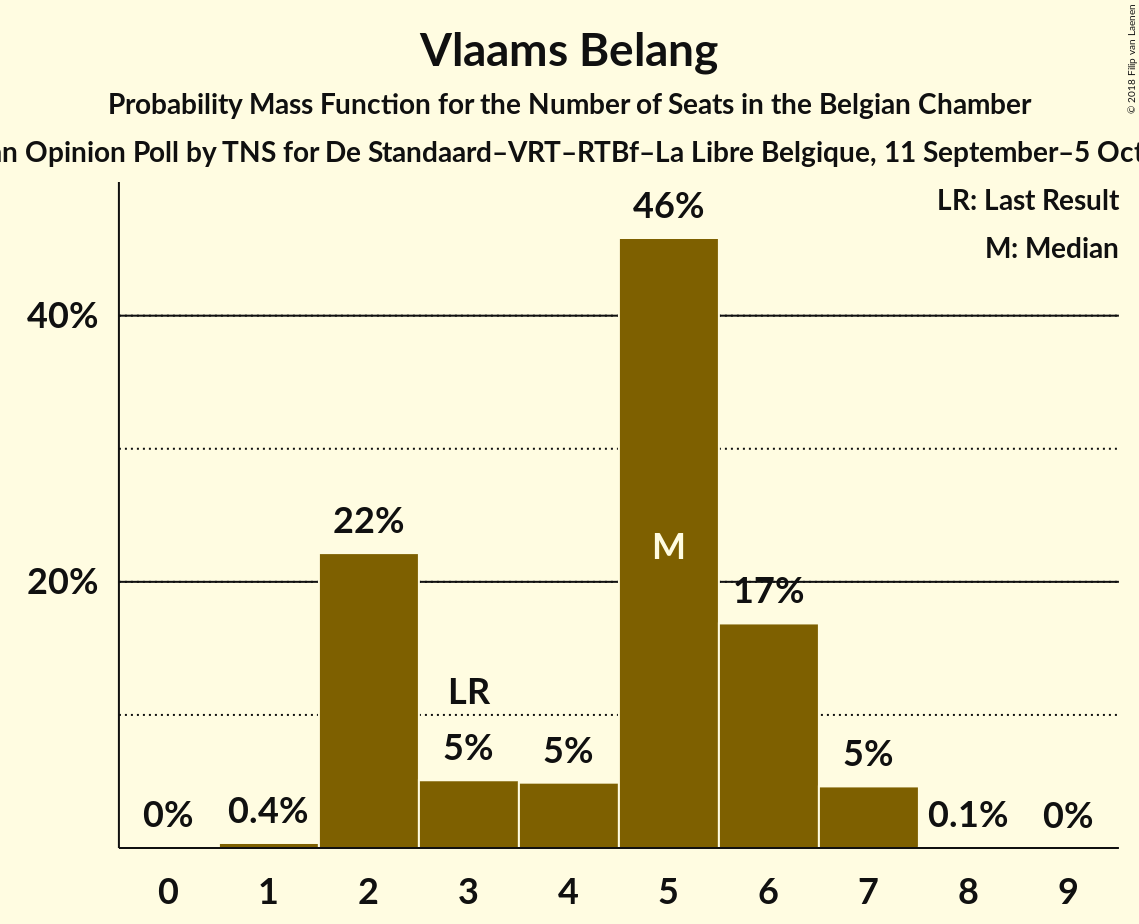 Vlaams Belang
Probability Mass Function for the Number of Seats in the Belgian Chamber
Opinion Poll by TNS for De Standaard–VRT–RTBf–La Libre Belgique, 11 September–5
© 2018 Filip van Laenen
LR: Last Result
M: Median
40%
20%
0%
0.4%
22%
LR
5%
5%
46%
M
17%
5%
0.1%
0%
0 1 2 3 4 5 6 7 8 9